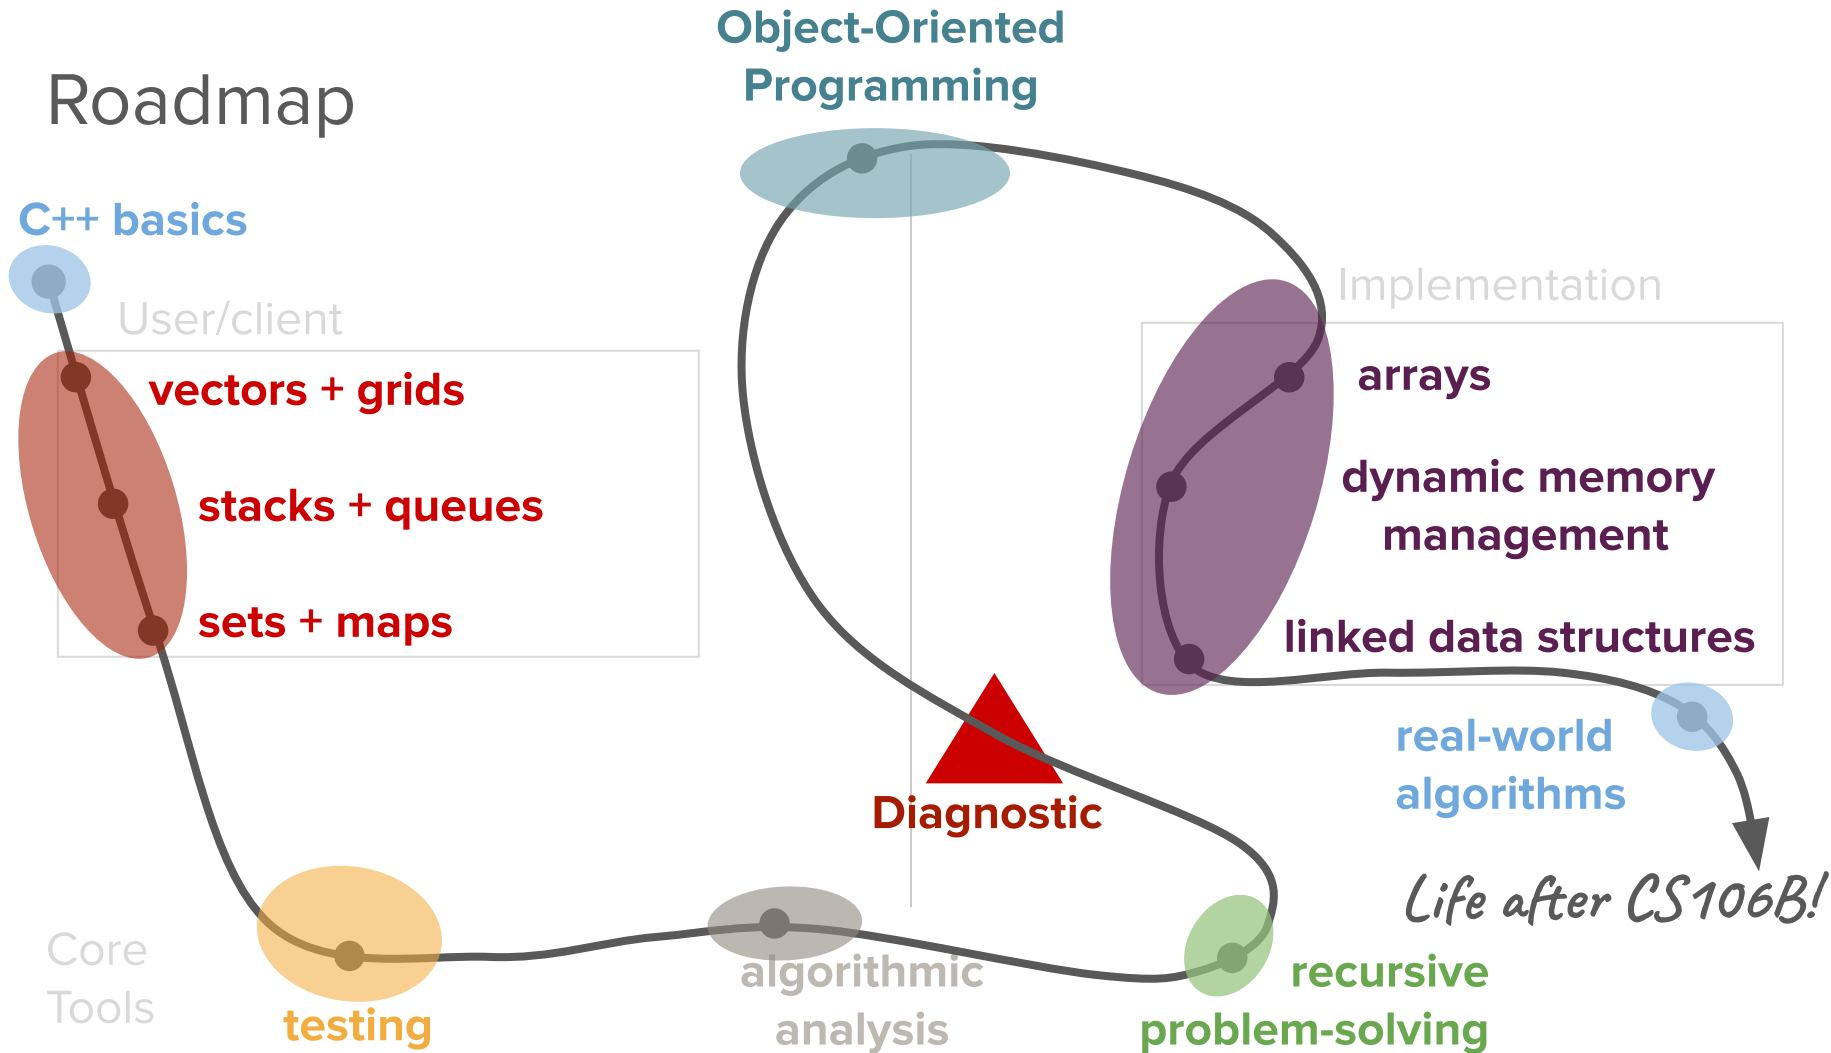 Roadmap
Object-Oriented
Programming
C++ basics
User/client
vectors + grids
stacks + queues
sets + maps
Implementation
arrays
dynamic memory
management
linked data structures
real-world
algorithms
Diagnostic
Life after CS106B!
Core
Tools
testing
algorithmic
analysis
recursive
problem-solving